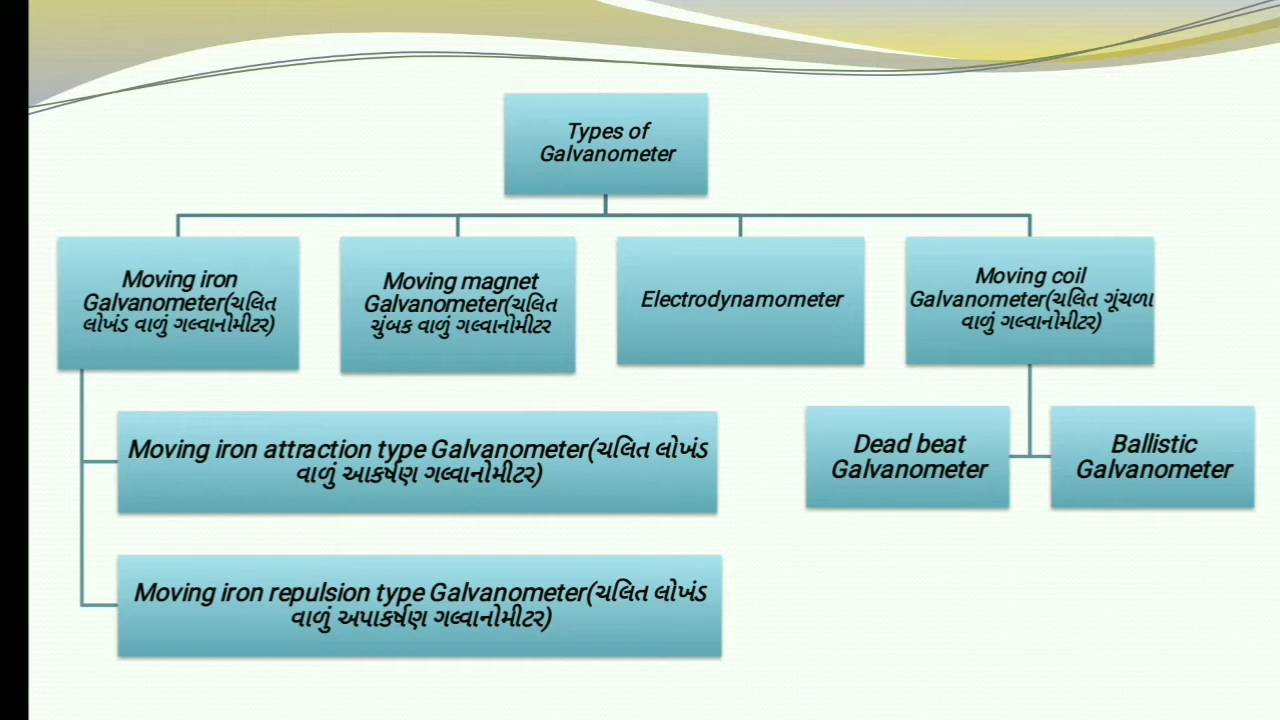 Types of
Galvanometer
Moving iron
Galvanometer(ચલિત
લોખંડ વાળું ગલ્વાનોમીટર)
Moving magnet
Galvanometer(ચલિત
ચુંબક વાળું ગલ્વાનોમીટર
Electrodynamometer
Moving coil
Galvanometer(ચલિત ગૂંચળા
વાળું ગલ્વાનોમીટર)
Moving iron attraction type Galvanometer(ચલિત લોખંડ
વાળું આકર્ષણ ગલ્વાનોમીટર)
Dead beat
Galvanometer
Ballistic
Galvanometer
Moving iron repulsion type Galvanometer(ચલિત લોખંડ
વાળું અપાકર્ષણ ગલ્વાનોમીટર)